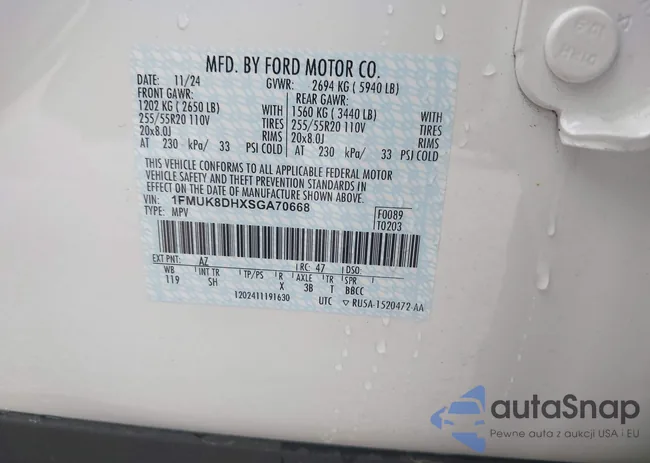 MFD. BY FORD MOTOR CO.
DATE: 11/24 GVWR: 2694 KG ( 5940 LB)
FRONT GAWR: REAR GAWR:
1202 KG ( 2650 LB) WITH 1560 KG ( 3440 LB) WITH
255/55R20 110V TIRES 255/55R20 110V TIRES
20x8.0J RIMS 20x8.0J RIMS
AT 230 kPa/ 33 PSI COLD AT 230 kPa/ 33 PSI COLD
THIS VEHICLE CONFORMS TO ALL APPLICABLE FEDERAL MOTOR
VEHICLE SAFETY AND THEFT PREVENTION STANDARDS IN
EFFECT ON THE DATE OF MANUFACTURE SHOWN ABOVE.
VIN: 1FMUK8DHXSGA70668
TYPE: MPV
F0089
T0203
EXT PNT: AZ RC: 47 DSO:
WB INT TR TP/PS R AXLE TR SPR
119 SH X 3B T BBCC
1202411191630 UTC ▽ RU5A-1520472-AA
autaSnap
Pewne auta z aukcji USA i EU